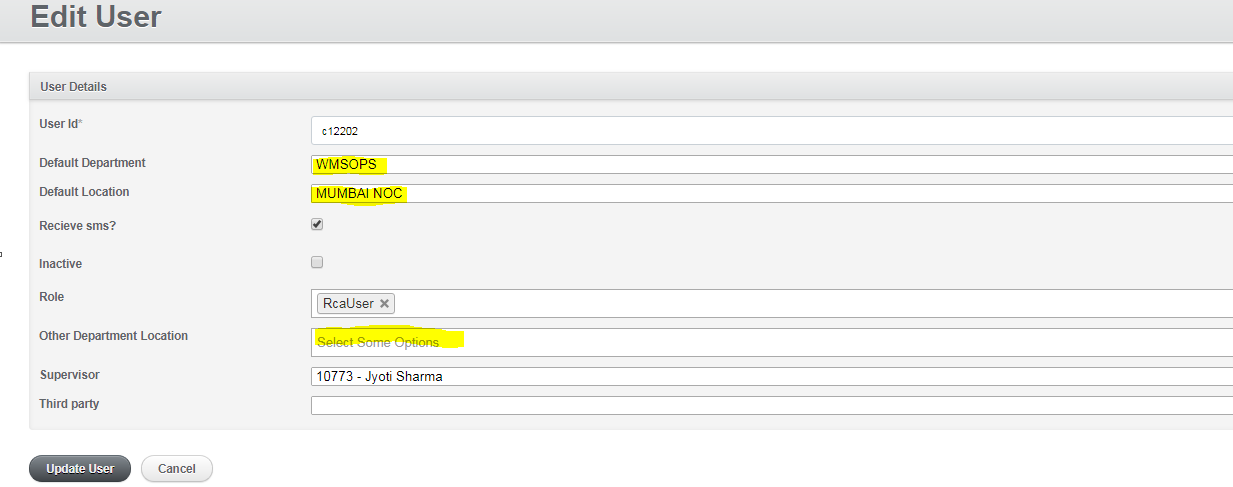 Edit User
User Details
User Id*
c12202
Default Department
WMSOPS
Default Location
MUMBAI NOC
Recieve sms?
Inactive
Role
RcaUser ×
Other Department Location
Select Some Options
Supervisor
10773 - Jyoti Sharma
Third party
Update User
Cancel